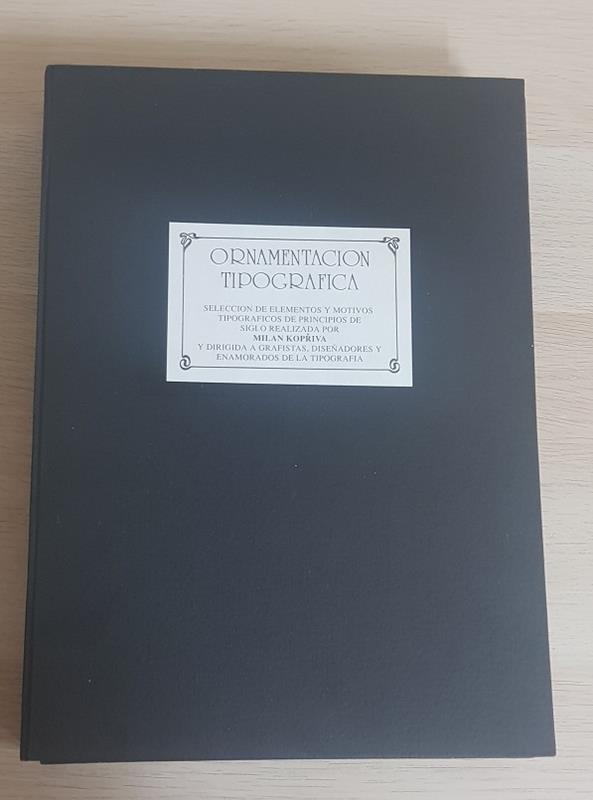 ORNAMENTACION
TIPOGRAFICA
SELECCION DE ELEMENTOS Y MOTIVOS
TIPOGRAFICOS DE PRINCIPIOS DE
SIGLO REALIZADA POR
MILAN KOPŘIVA
Y DIRIGIDA A GRAFISTAS, DISEÑADORES Y
ENAMORADOS DE LA TIPOGRAFIA